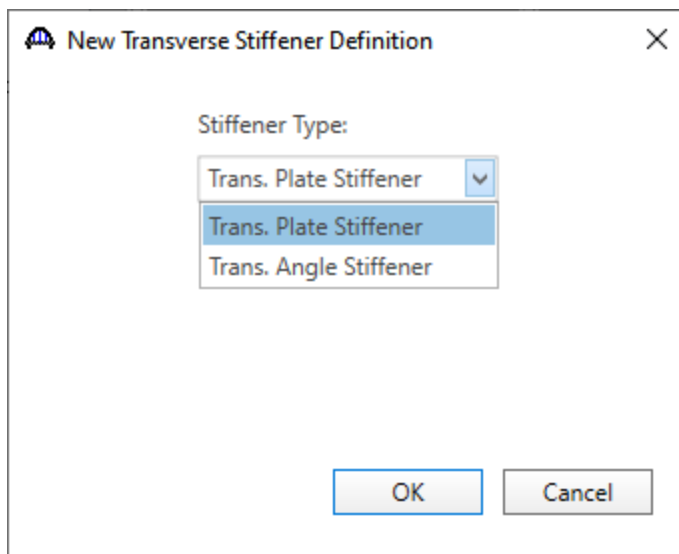 New Transverse Stiffener Definition
Stiffener Type:
Trans. Plate Stiffener
Trans. Plate Stiffener
Trans. Angle Stiffener
OK Cancel